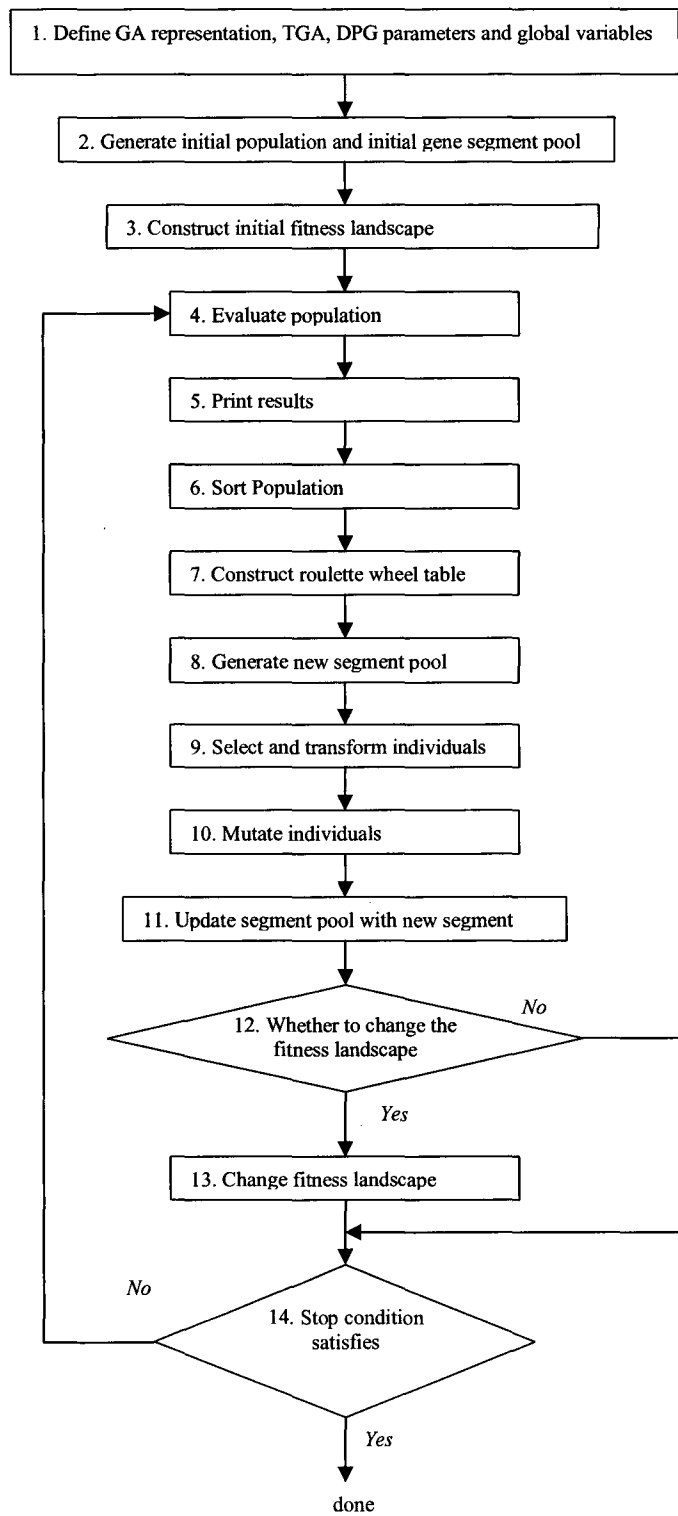 1. Define GA representation, TGA, DPG parameters and global variables
2. Generate initial population and initial gene segment pool
3. Construct initial fitness landscape
4. Evaluate population
5. Print results
6. Sort Population
7. Construct roulette wheel table
8. Generate new segment pool
9. Select and transform individuals
10. Mutate individuals
11. Update segment pool with new segment
No
12. Whether to change the
fitness landscape
Yes
13. Change fitness landscape
No
14. Stop condition
satisfies
Yes
done